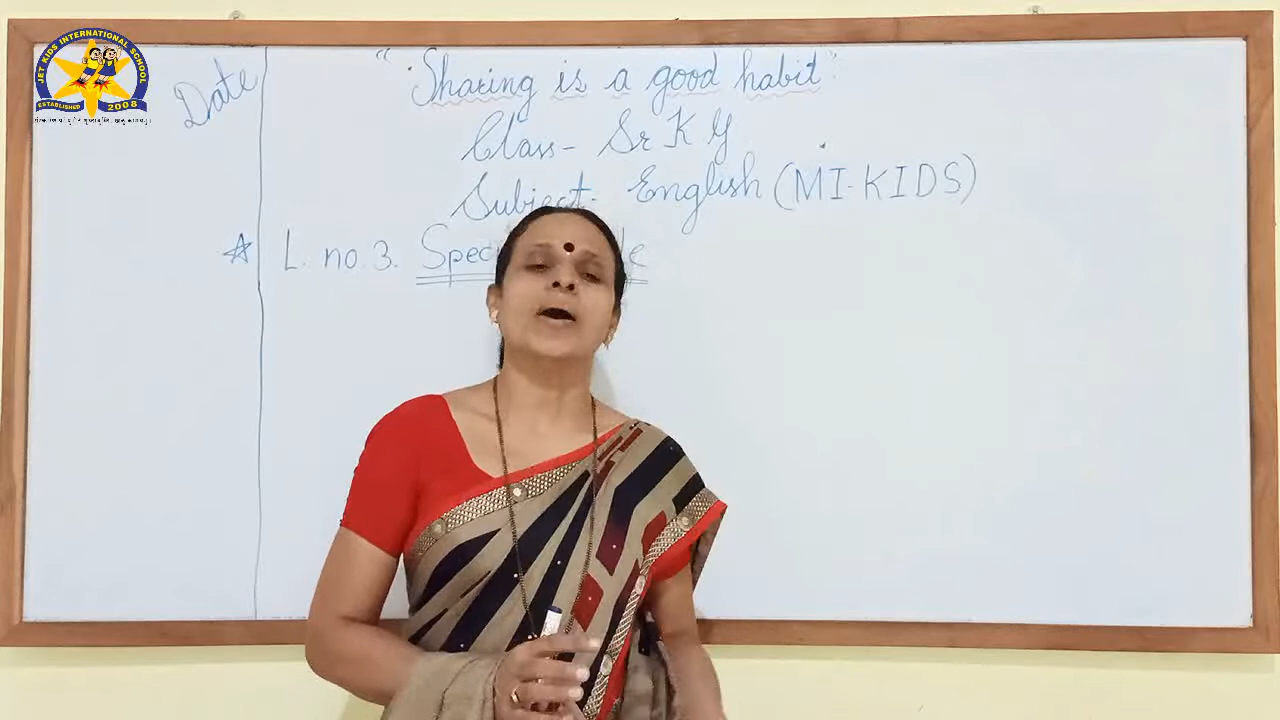 JET KIDS INTERNATIONAL SCHOOL
ESTABLISHED 2008
Date
"Sharing is a good habit"
Class- Sr K G
Subject- English (MI-KIDS)
L. no. 3.